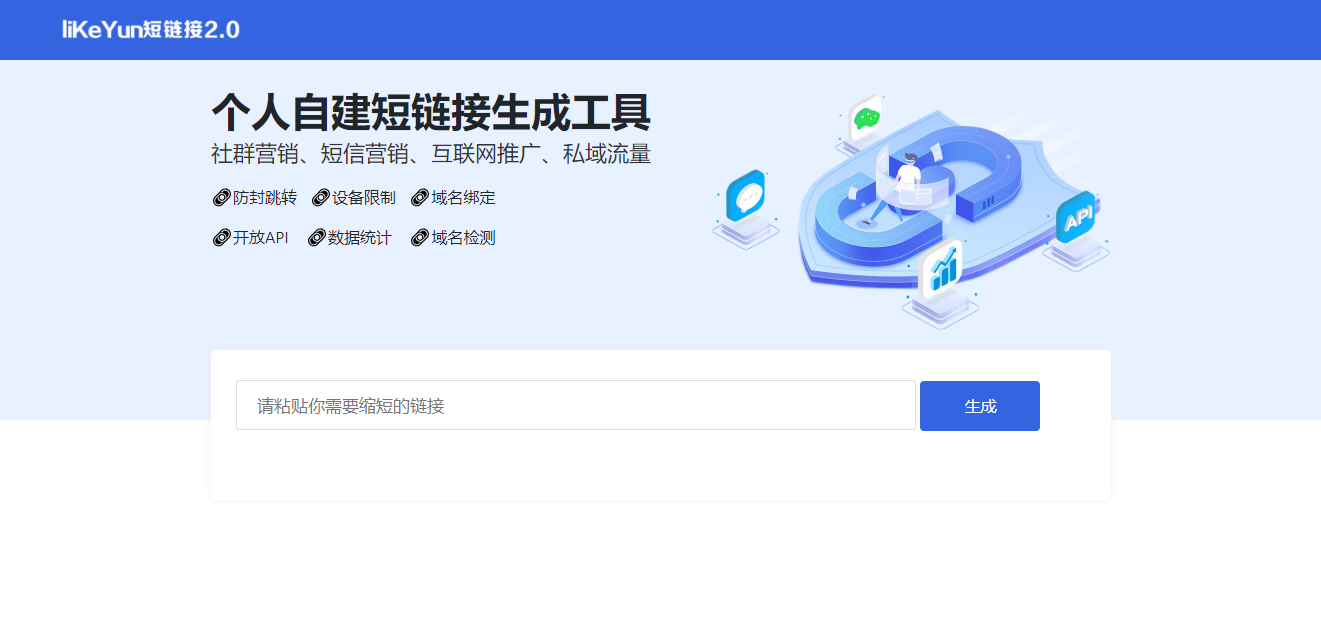 liKeYun短链接2.0
个人自建短链接生成工具
社群营销、短信营销、互联网推广、私域流量
防封跳转 设备限制 域名绑定
开放API 数据统计 域名检测
API
请粘贴你需要缩短的链接 生成